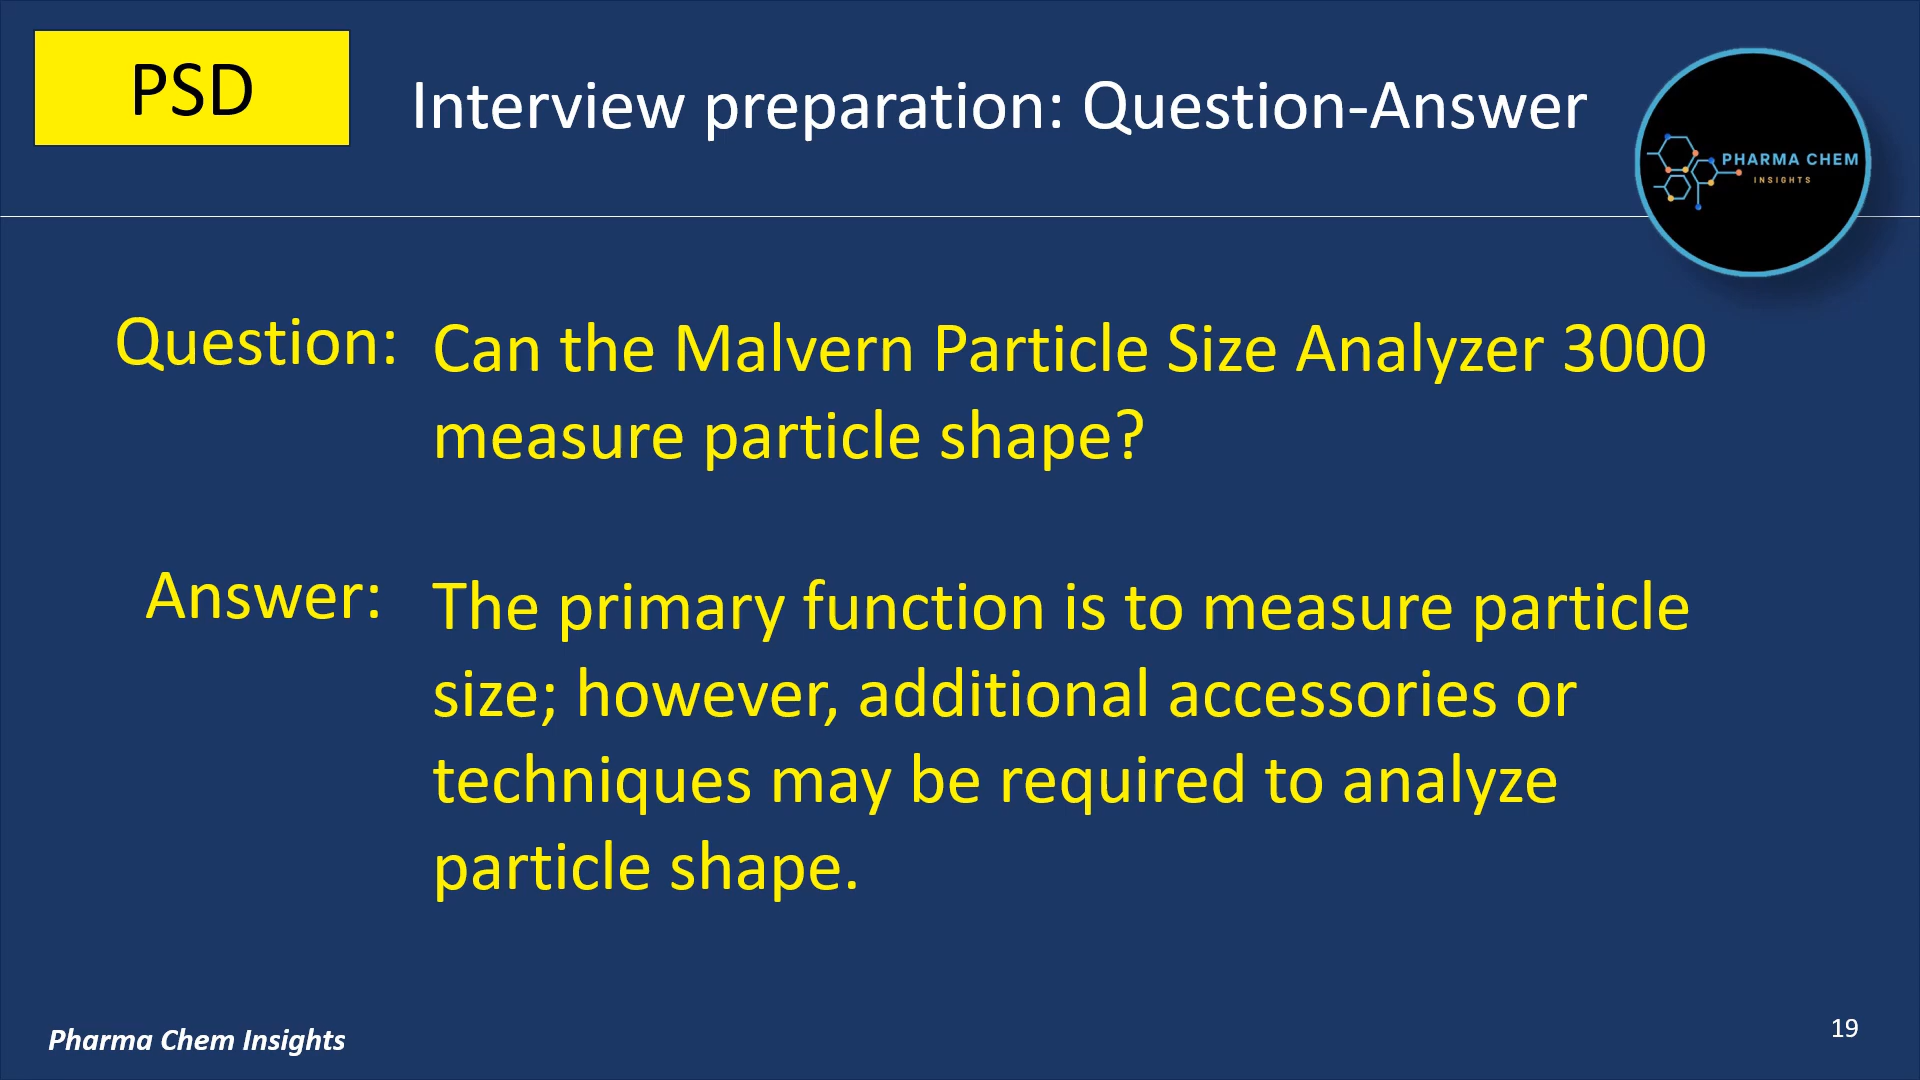 PSD
Interview preparation: Question-Answer
PHARMA CHEM
INSIGHTS
Question:
Can the Malvern Particle Size Analyzer 3000
measure particle shape?
Answer:
The primary function is to measure particle
size; however, additional accessories or
techniques may be required to analyze
particle shape.
Pharma Chem Insights
19